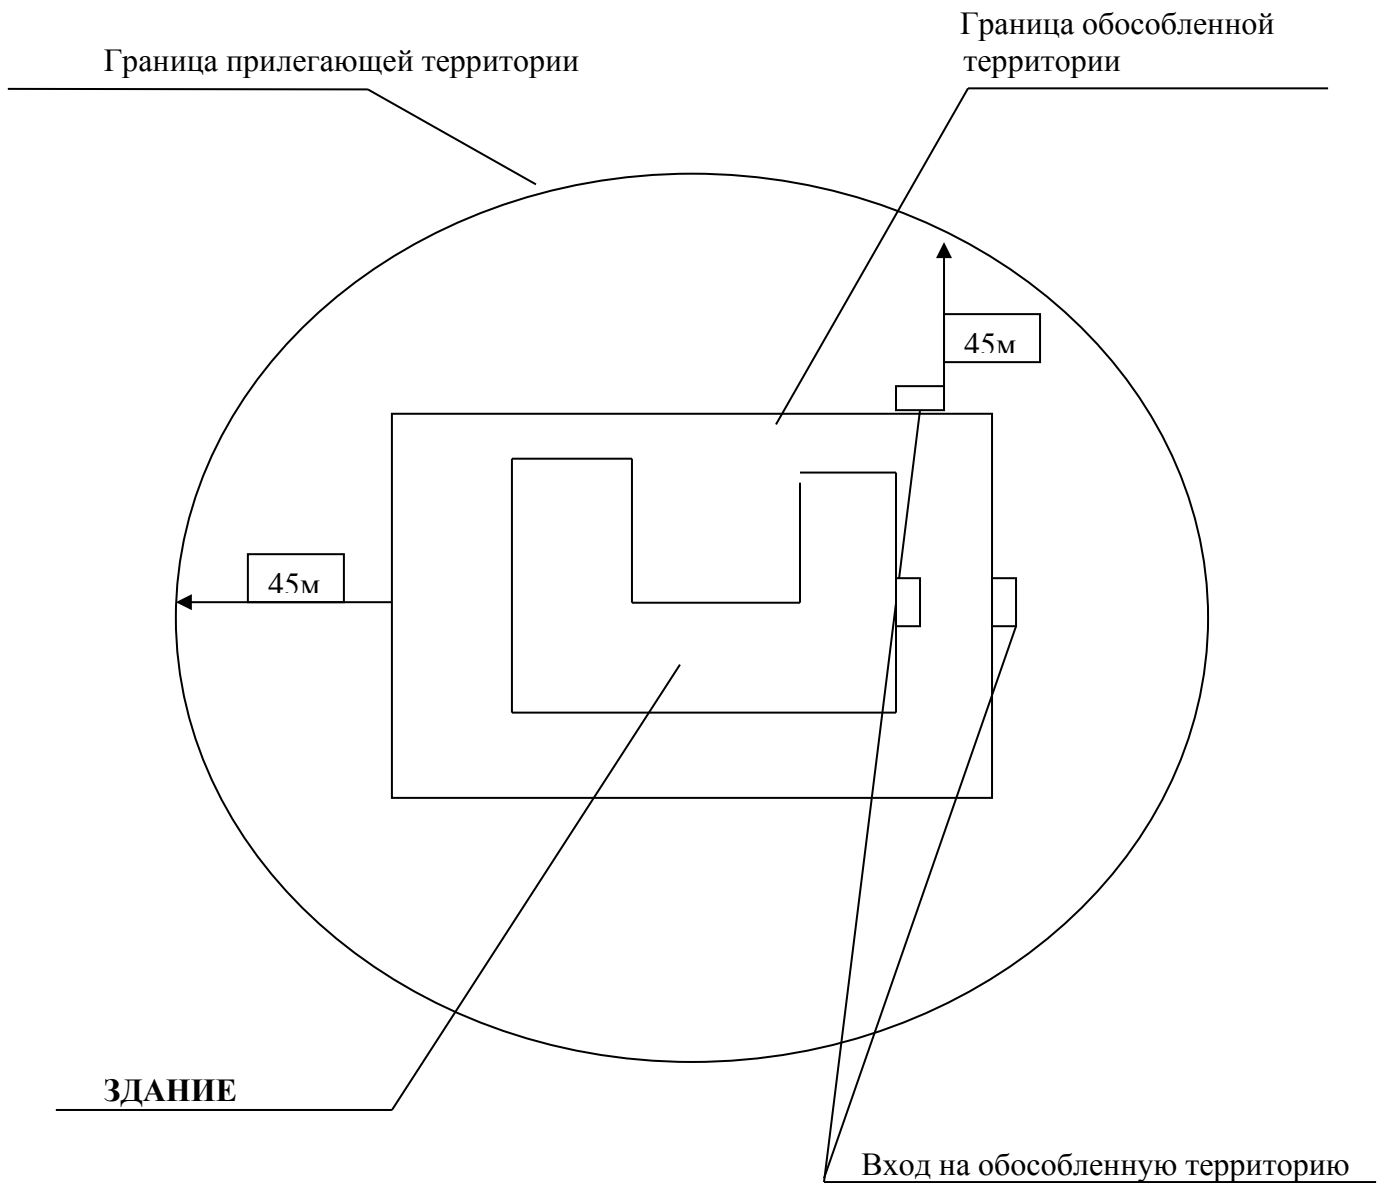 Граница обособленной
территории
Граница прилегающей территории
45м
45м
ЗДАНИЕ
Вход на обособленную территорию